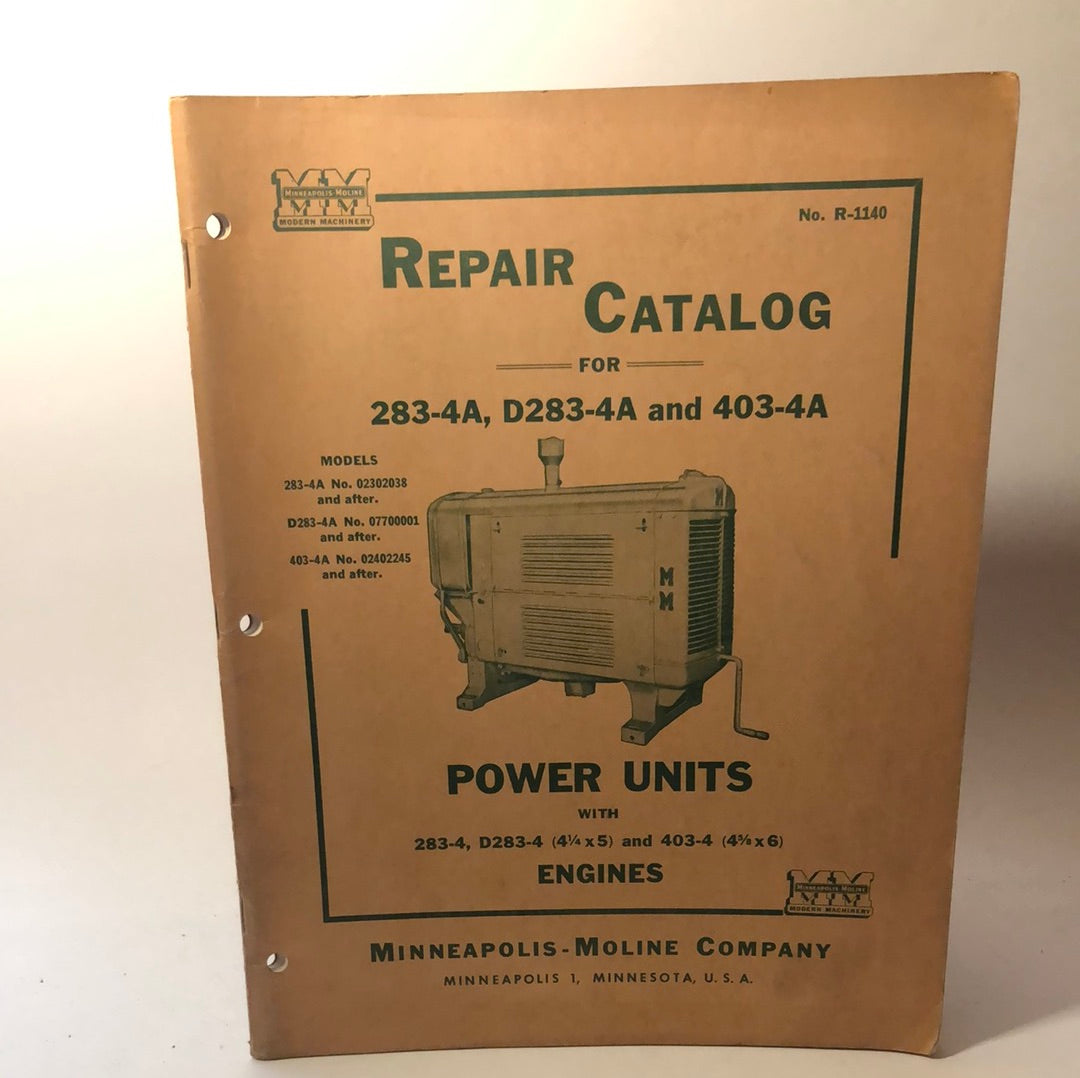 MINNEAPOLIS-MOLINE
MM
MODERN MACHINERY
No. R-1140
REPAIR
CATALOG
FOR
283-4A, D283-4A and 403-4A
MODELS
283-4A No. 02302038
and after.
D283-4A No. 07700001
and after.
403-4A No. 02402245
and after.
M
M
POWER UNITS
WITH
283-4, D283-4 (4¼ x 5) and 403-4 (4⅝ x 6)
ENGINES
MINNEAPOLIS-MOLINE
MM
MODERN MACHINERY
MINNEAPOLIS-MOLINE COMPANY
MINNEAPOLIS 1, MINNESOTA, U. S. A.